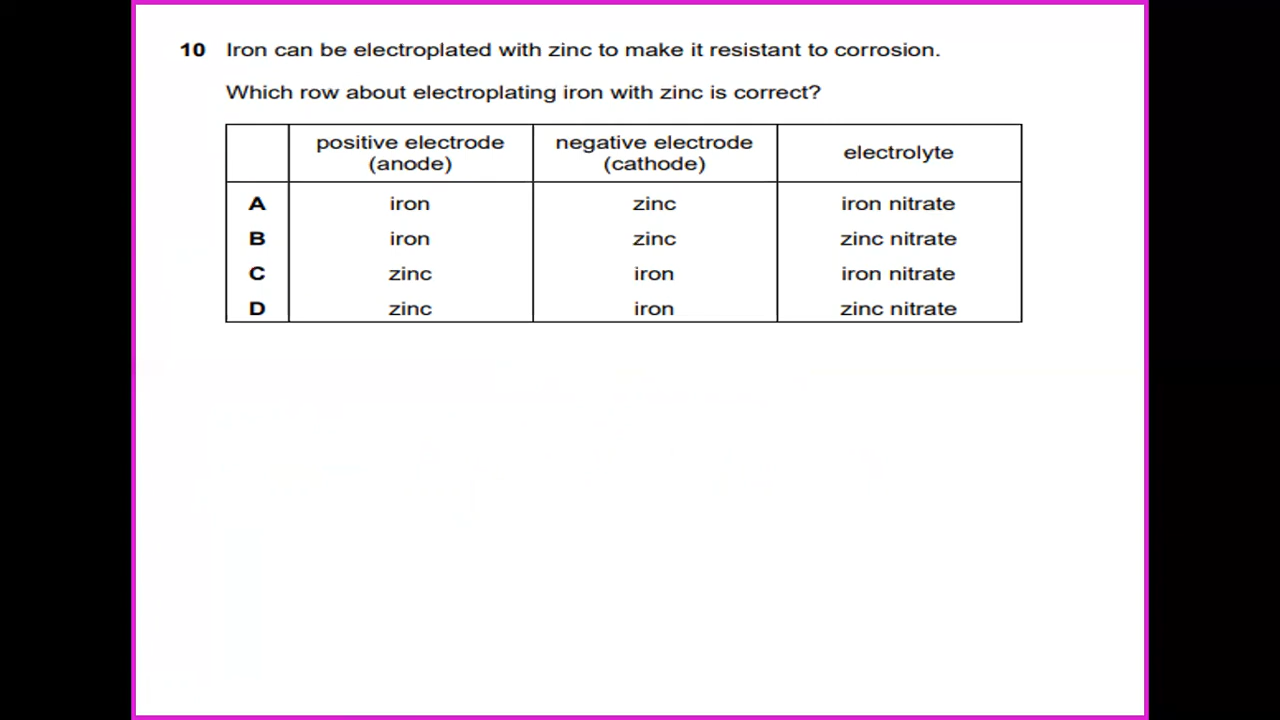 10 Iron can be electroplated with zinc to make it resistant to corrosion.
Which row about electroplating iron with zinc is correct?
positive electrode (anode) negative electrode (cathode) electrolyte
A iron zinc iron nitrate
B iron zinc zinc nitrate
C zinc iron iron nitrate
D zinc iron zinc nitrate